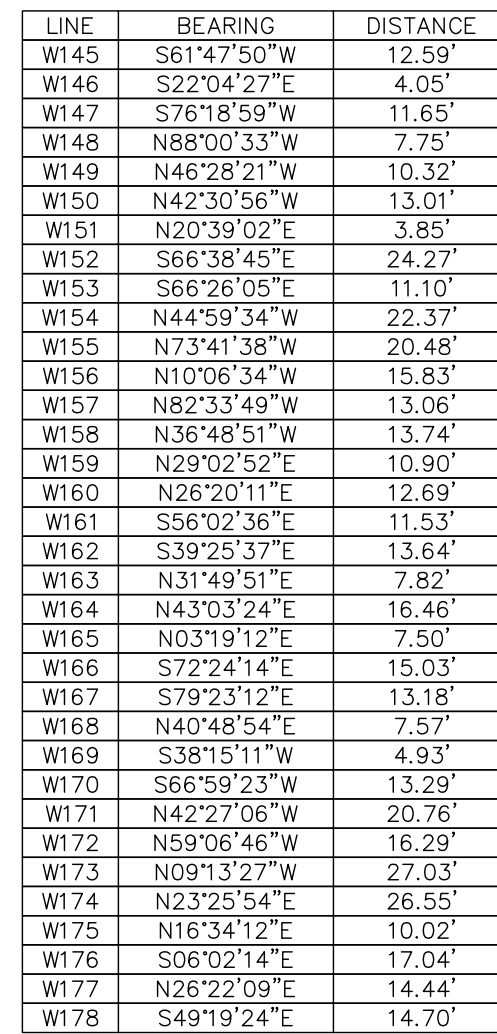 LINE BEARING DISTANCE
W145 S61°47'50"W 12.59'
W146 S22°04'27"E 4.05'
W147 S76°18'59"W 11.65'
W148 N88°00'33"W 7.75'
W149 N46°28'21"W 10.32'
W150 N42°30'56"W 13.01'
W151 N20°39'02"E 3.85'
W152 S66°38'45"E 24.27'
W153 S66°26'05"E 11.10'
W154 N44°59'34"W 22.37'
W155 N73°41'38"W 20.48'
W156 N10°06'34"W 15.83'
W157 N82°33'49"W 13.06'
W158 N36°48'51"W 13.74'
W159 N29°02'52"E 10.90'
W160 N26°20'11"E 12.69'
W161 S56°02'36"E 11.53'
W162 S39°25'37"E 13.64'
W163 N31°49'51"E 7.82'
W164 N43°03'24"E 16.46'
W165 N03°19'12"E 7.50'
W166 S72°24'14"E 15.03'
W167 S79°23'12"E 13.18'
W168 N40°48'54"E 7.57'
W169 S38°15'11"W 4.93'
W170 S66°59'23"W 13.29'
W171 N42°27'06"W 20.76'
W172 N59°06'46"W 16.29'
W173 N09°13'27"W 27.03'
W174 N23°25'54"E 26.55'
W175 N16°34'12"E 10.02'
W176 S06°02'14"E 17.04'
W177 N26°22'09"E 14.44'
W178 S49°19'24"E 14.70'